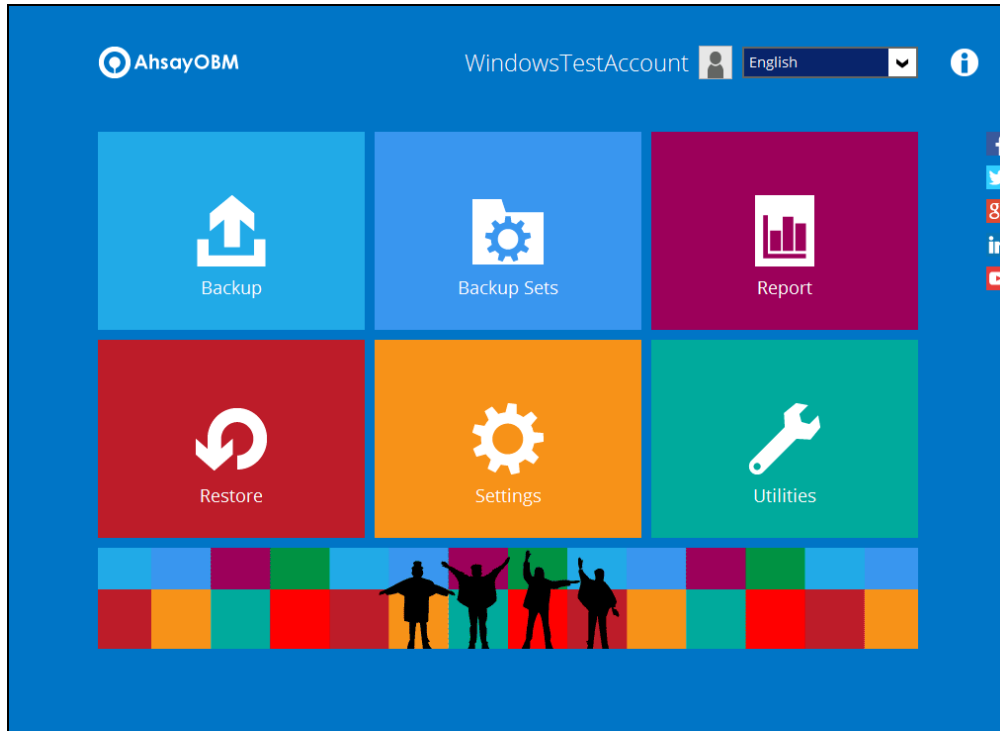 AhsayOBM
WindowsTestAccount
English
Backup
Backup Sets
Report
Restore
Settings
Utilities